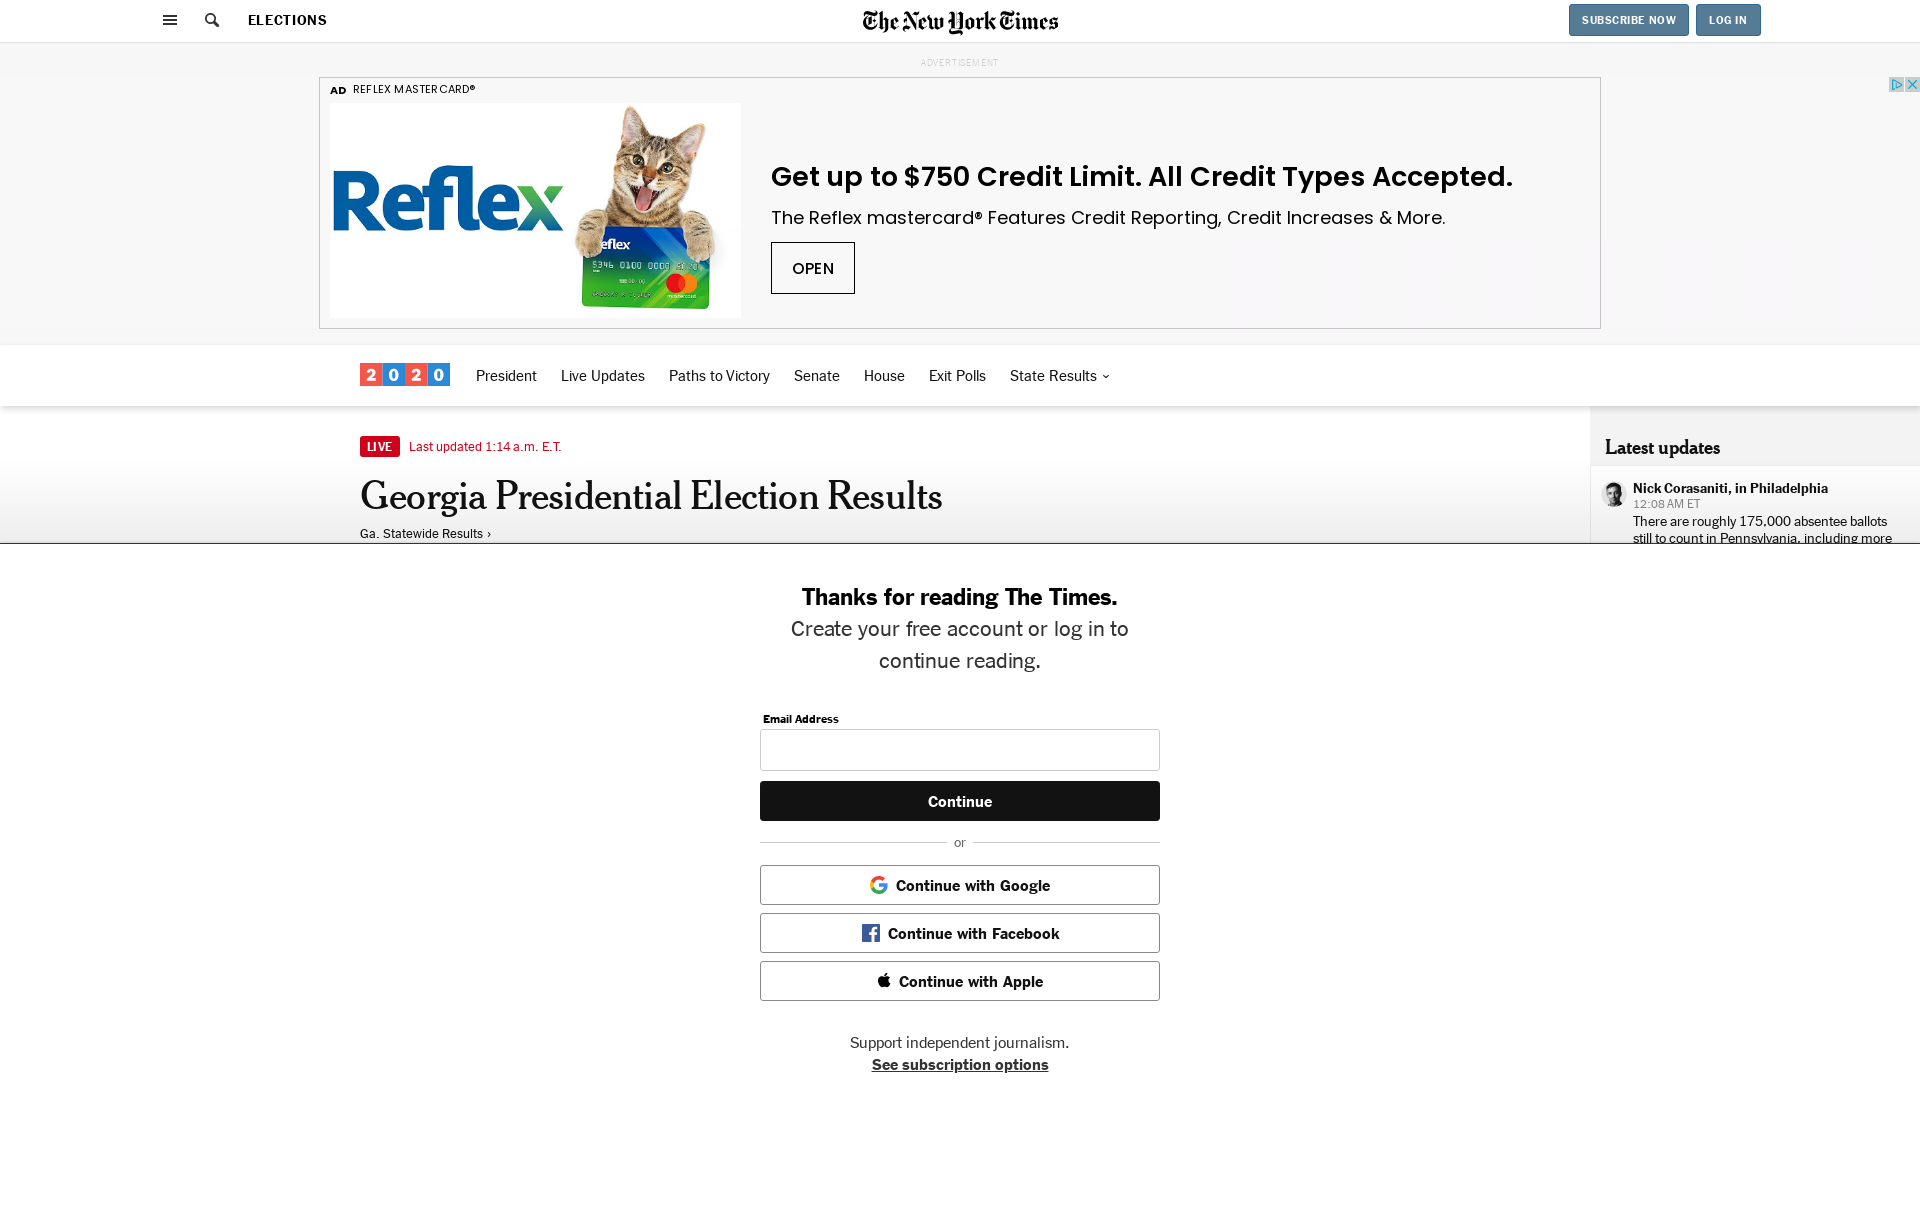 ELECTIONS
The New York Times
SUBSCRIBE NOW
LOG IN
ADVERTISEMENT
AD REFLEX MASTERCARD®
Reflex
Reflex
mastercard
Get up to $750 Credit Limit. All Credit Types Accepted.
The Reflex mastercard® Features Credit Reporting, Credit Increases & More.
OPEN
2020
President
Live Updates
Paths to Victory
Senate
House
Exit Polls
State Results
LIVE Last updated 1:14 a.m. E.T.
Georgia Presidential Election Results
Ga. Statewide Results ›
Latest updates
Nick Corasaniti, in Philadelphia
12:08 AM ET
There are roughly 175,000 absentee ballots
still to count in Pennsylvania, including more
Thanks for reading The Times.
Create your free account or log in to
continue reading.
Email Address
Continue
or
Continue with Google
Continue with Facebook
Continue with Apple
Support independent journalism.
See subscription options